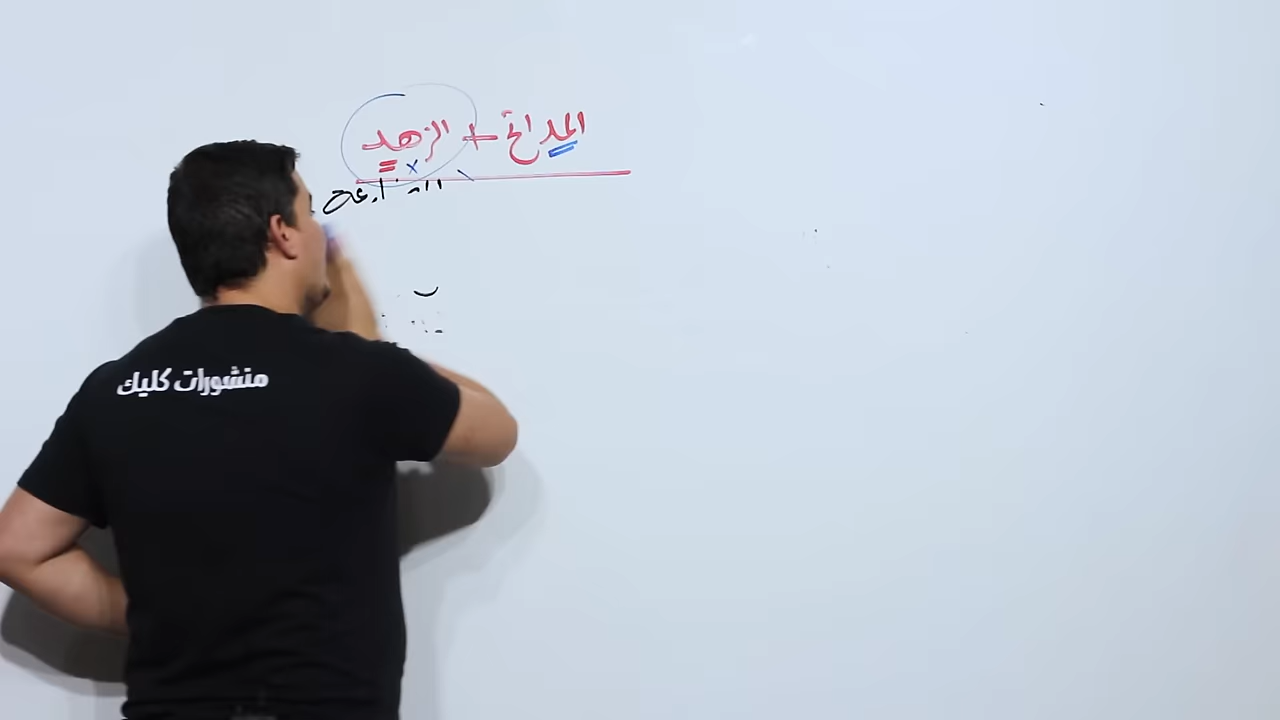 المدائح + الزهد
منشورات كليك